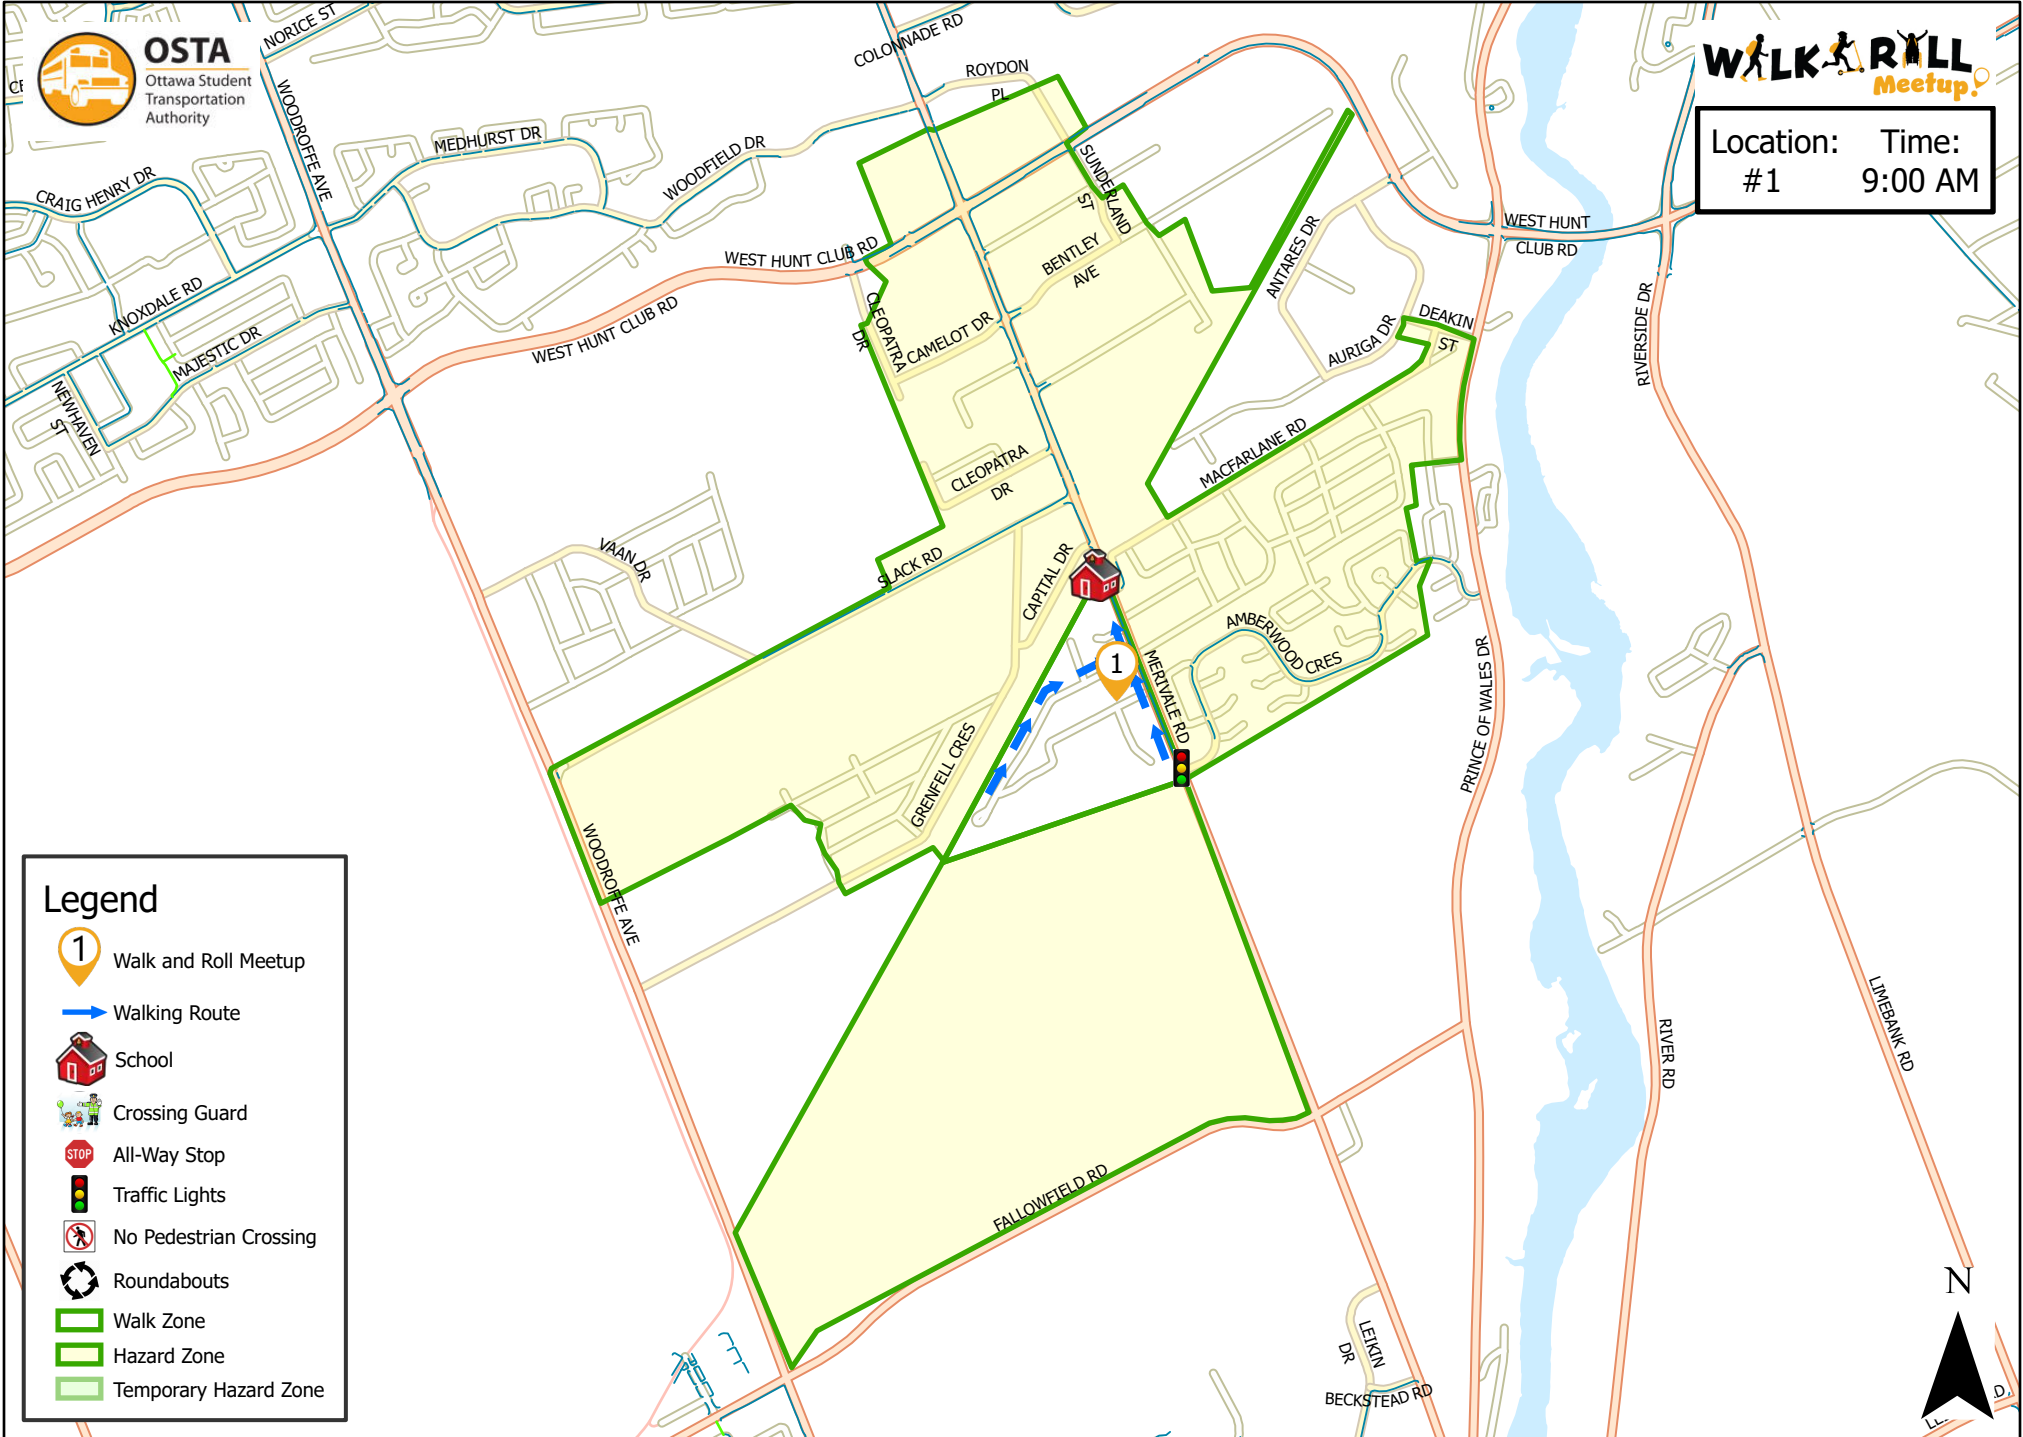 OSTA
Ottawa Student
Transportation
Authority
WALK & ROLL
Meetup!
Location: Time:
#1 9:00 AM
NORICE ST
COLONNADE RD
ROYDON
PL
WOODROFFE AVE
MEDHURST DR
WOODFIELD DR
CRAIG HENRY DR
SUNDERLAND
ST
WEST HUNT CLUB RD
WEST HUNT
CLUB RD
BENTLEY
AVE
ANTARES DR
KNOXDALE RD
MAJESTIC DR
WEST HUNT CLUB RD
CLEOPATRA
DR
CAMELOT DR
AURIGA DR
DEAKIN
ST
RIVERSIDE DR
NEWHAVEN
ST
CLEOPATRA
DR
MACFARLANE RD
VAAN DR
SLACK RD
CAPITAL DR
AMBERWOOD CRES
1
MERIVALE RD
PRINCE OF WALES DR
GRENFELL CRES
WOODROFFE AVE
LIMEBANK RD
RIVER RD
FALLOWFIELD RD
LEIKIN
DR
BECKSTEAD RD
N
Legend
1 Walk and Roll Meetup
Walking Route
School
Crossing Guard
STOP All-Way Stop
Traffic Lights
No Pedestrian Crossing
Roundabouts
Walk Zone
Hazard Zone
Temporary Hazard Zone